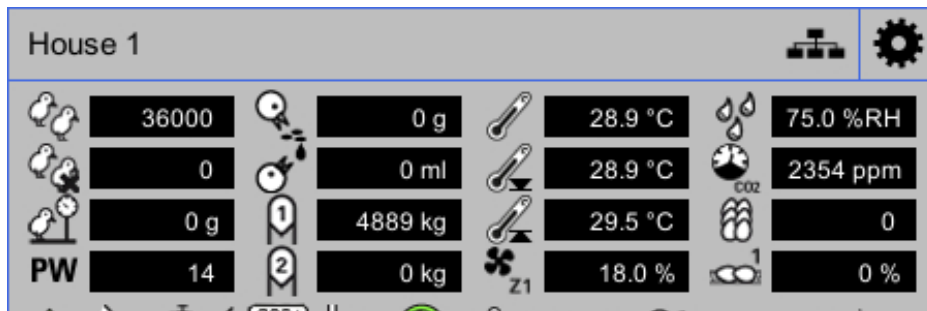 House 1
36000 0 g 28.9 °C 75.0 %RH
0 0 ml 28.9 °C CO2 2354 ppm
0 g 1 4889 kg 29.5 °C 0
PW 14 2 0 kg Z1 18.0 % 1 0 %